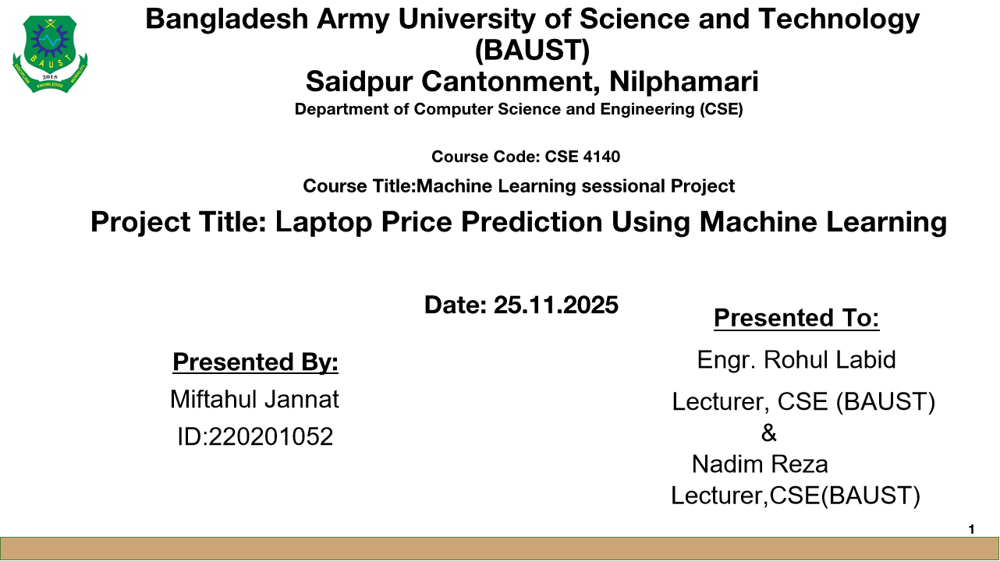 Bangladesh Army University of Science and Technology
(BAUST)
Saidpur Cantonment, Nilphamari
Department of Computer Science and Engineering (CSE)
BAUST
2015
DISCIPLINE
KNOWLEDGE
MORALITY
Course Code: CSE 4140
Course Title:Machine Learning sessional Project
Project Title: Laptop Price Prediction Using Machine Learning
Date: 25.11.2025
Presented By:
Miftahul Jannat
ID:220201052
Presented To:
Engr. Rohul Labid
Lecturer, CSE (BAUST)
&
Nadim Reza
Lecturer,CSE(BAUST)
1